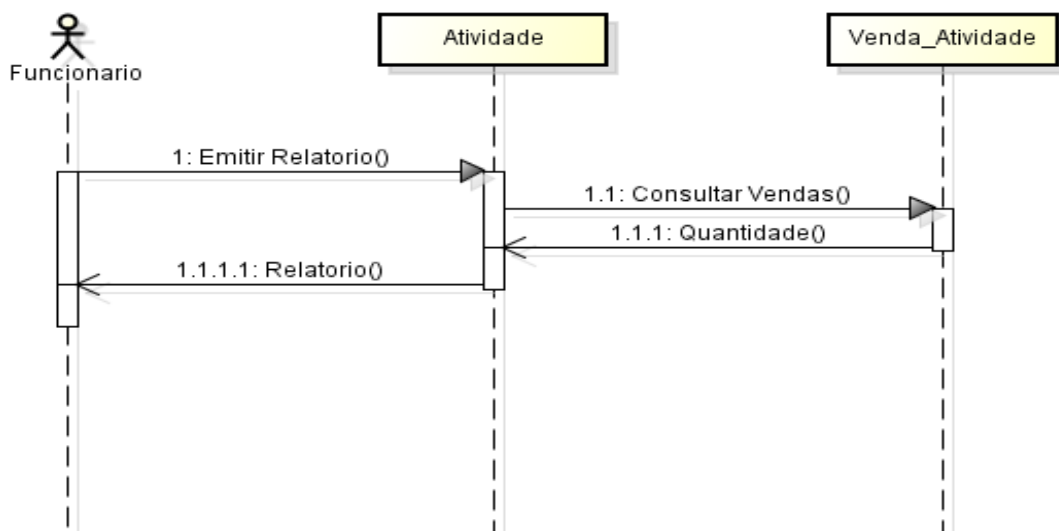 Funcionario
Atividade
Venda_Atividade
1: Emitir Relatorio()
1.1: Consultar Vendas()
1.1.1: Quantidade()
1.1.1.1: Relatorio()